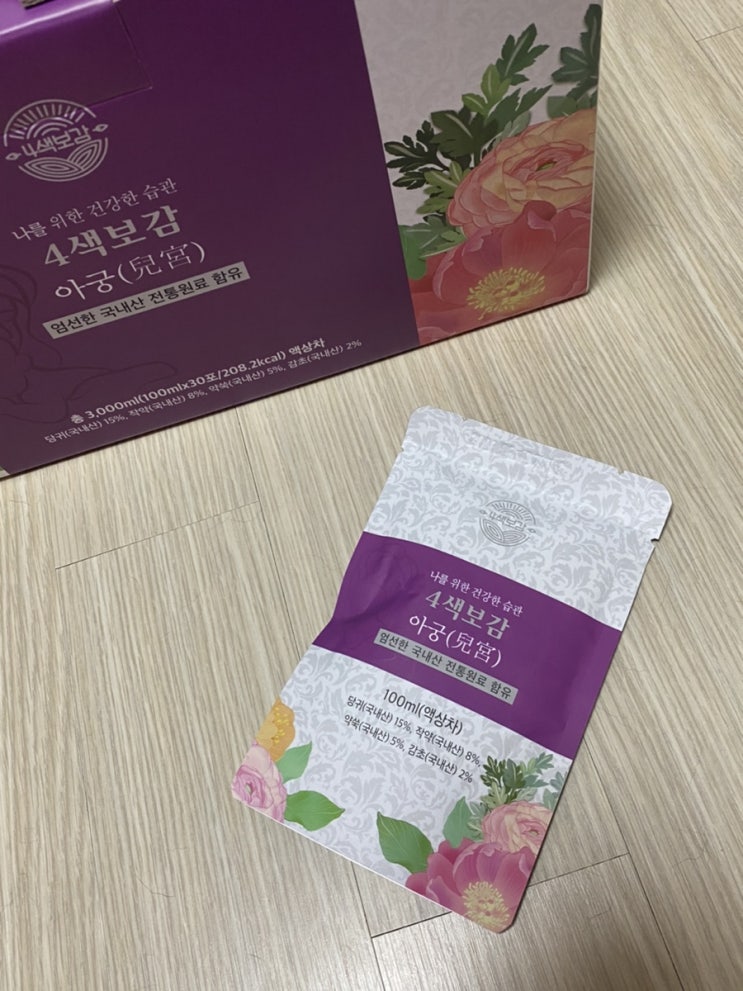 4색보감
나를 위한 건강한 습관
4색보감
아궁(兒宮)
엄선한 국내산 전통원료 함유
총 3,000ml(100mlx30포/208.2kcal) 액상차
당귀(국내산) 15%, 작약(국내산) 8%, 약쑥(국내산) 5%, 감초(국내산) 2%
4색보감
나를 위한 건강한 습관
4색보감
아궁(兒宮)
엄선한 국내산 전통원료 함유
100ml(액상차)
당귀(국내산) 15%, 작약(국내산) 8%,
약쑥(국내산) 5%, 감초(국내산) 2%